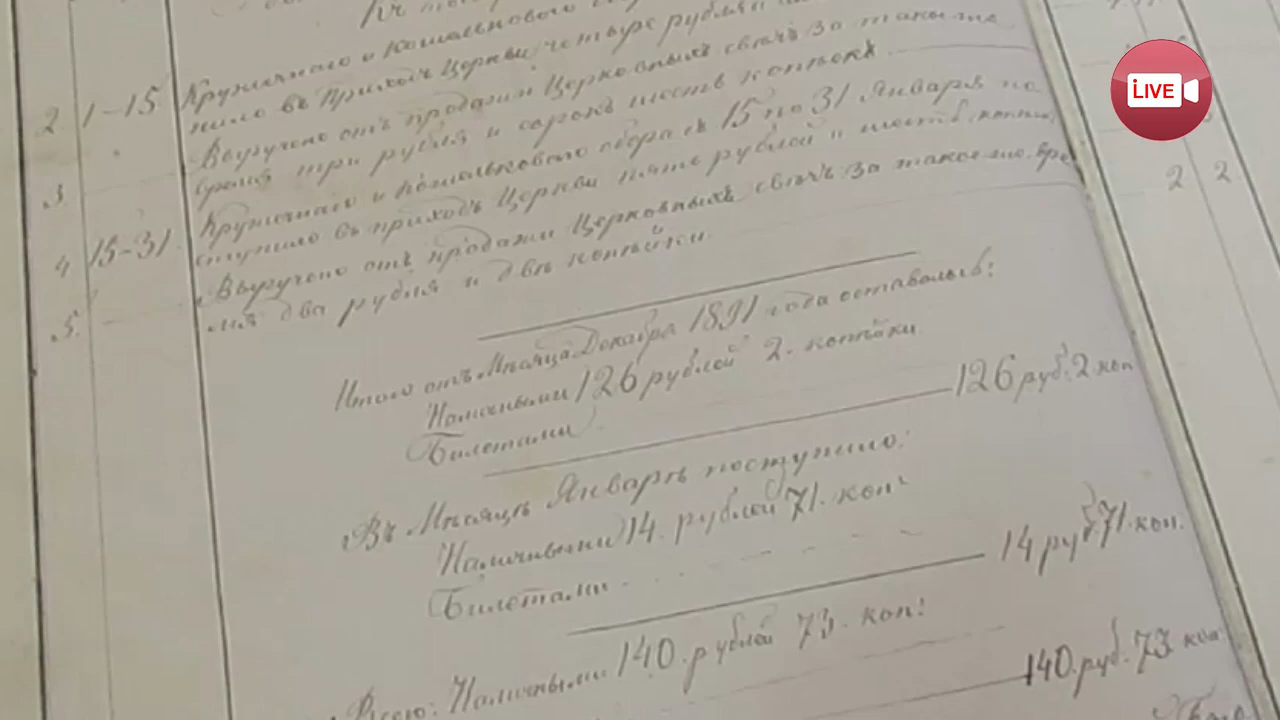 LIVE
2 1-15 Кружечнаго и кошельковаго
пило въ приходъ Церкви четыре рубля и
3 Выручено отъ продажи Церковныхъ свечъ за такое же
время три рубля и сорокъ шесть копѣекъ
4 15-31 Кружечнаго и кошельковаго сбора съ 15 по 31 Января по
ступило въ приходъ Церкви пять рублей и шесть копѣекъ
5. Выручено отъ продажи Церковныхъ свечъ за такое же вре
мя два рубля и двѣ копѣйки.
2 2
Итого отъ Мѣсяца Декабря 1891 года оставалось:
Наличными 126 рублей 2. копѣйки
Билетами
126 руб. 2 коп
Въ Мѣсяцѣ Январѣ поступило:
Наличными 14. рублей 71. коп.
Билетами
14 руб. 71. коп.
Всего: Наличными 140. рублей 73. коп.
140. руб. 73 коп